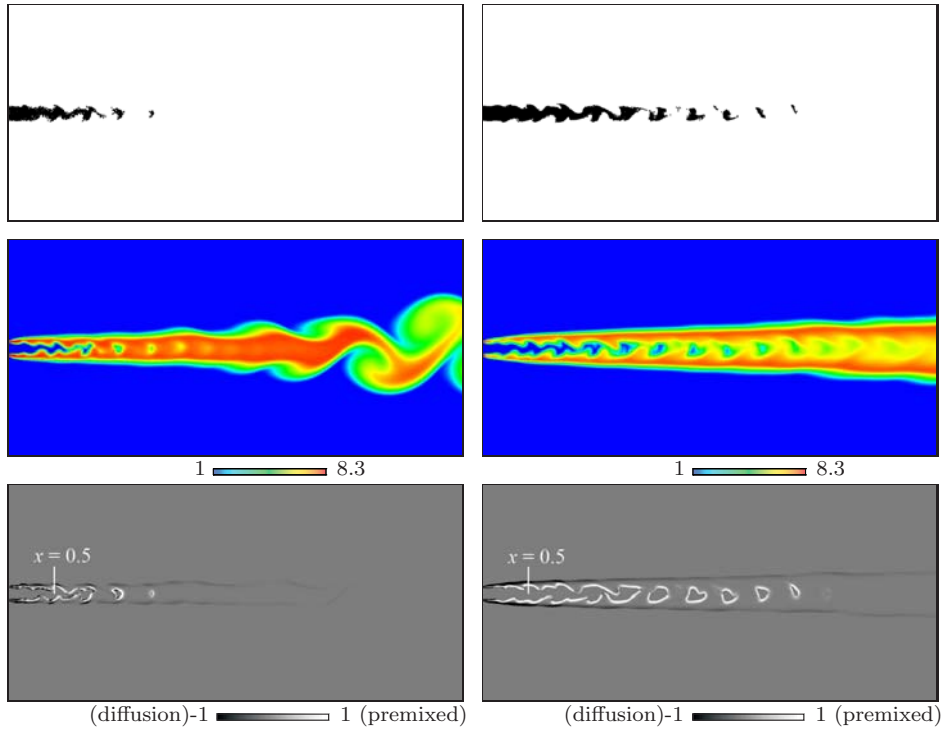 1 8.3
1 8.3
x = 0.5
x = 0.5
(diffusion)-1 1 (premixed)
(diffusion)-1 1 (premixed)